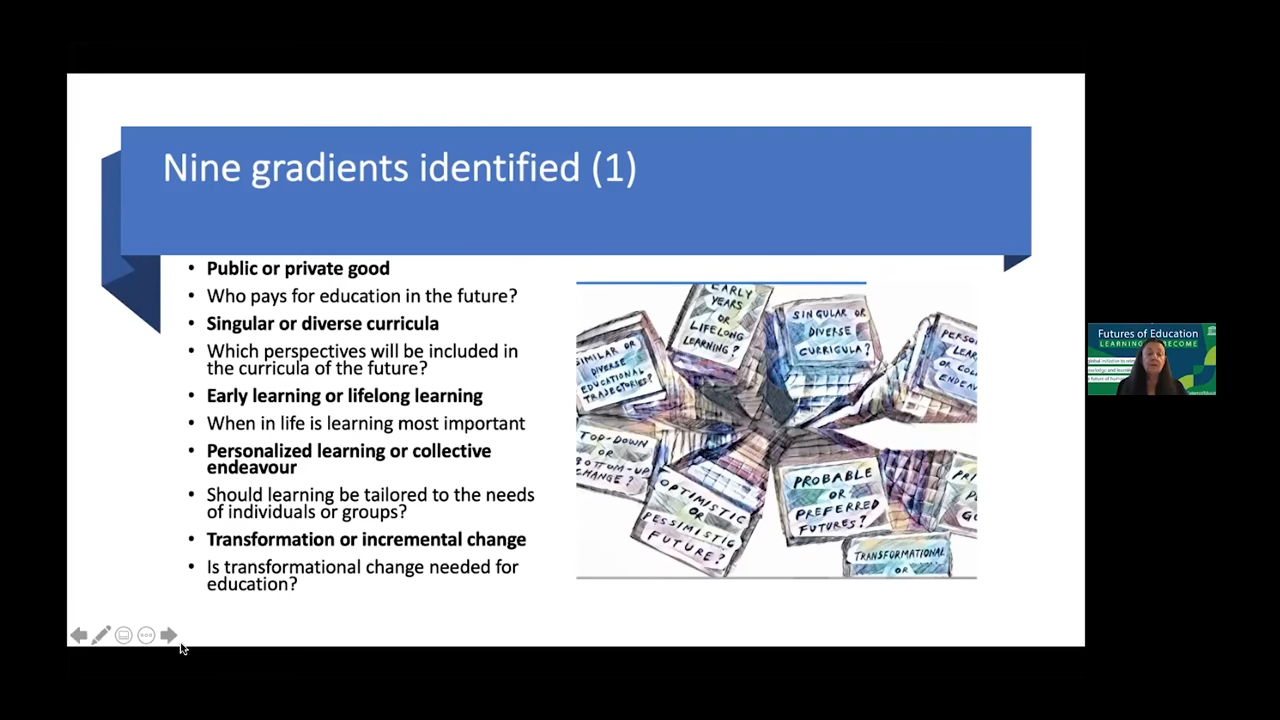 Nine gradients identified (1)
• Public or private good
• Who pays for education in the future?
• Singular or diverse curricula
• Which perspectives will be included in
the curricula of the future?
• Early learning or lifelong learning
• When in life is learning most important
• Personalized learning or collective
endeavour
• Should learning be tailored to the needs
of individuals or groups?
• Transformation or incremental change
• Is transformational change needed for
education?
EARLY
YEARS
OR
LIFELONG
LEARNING?
SINGULAR OR
DIVERSE
CURRICULA?
SIMILAR OR
DIVERSE
EDUCATIONAL
TRAJECTORIES?
TOP-DOWN
OR
BOTTOM-UP
CHANGE?
OPTIMISTIC
OR
PESSIMISTIC
FUTURE?
PROBABLE
OR
PREFERRED
FUTURES?
TRANSFORMATIONAL
OR
Futures of Education